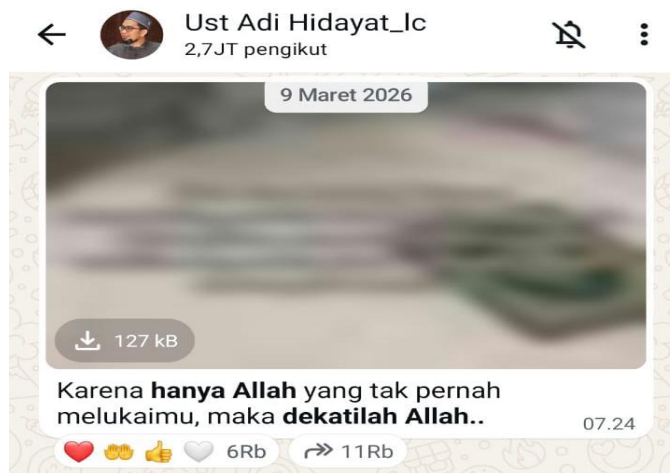 Ust Adi Hidayat_lc
2,7JT pengikut
9 Maret 2026
127 kB
Karena hanya Allah yang tak pernah
melukaimu, maka dekatilah Allah..
07.24
6Rb
11Rb